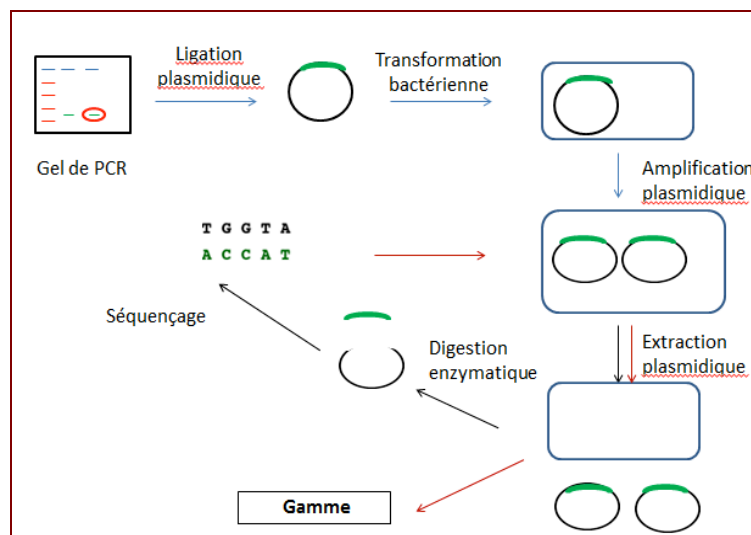 Ligation
plasmidique
Transformation
bactérienne
Gel de PCR
Amplification
plasmidique
T G G T A
A C C A T
Séquençage
Digestion
enzymatique
Extraction
plasmidique
Gamme